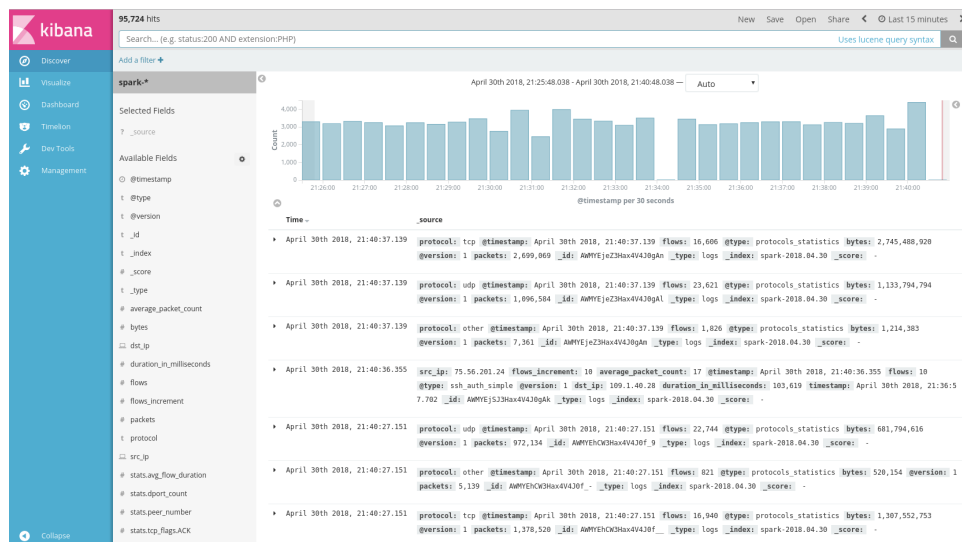 kibana
Discover
Visualize
Dashboard
Timelion
Dev Tools
Management
Collapse
95,724 hits
New Save Open Share Last 15 minutes
Search... (e.g. status:200 AND extension:PHP) Uses lucene query syntax
Add a filter +
spark-*
Selected Fields
? _source
Available Fields
@timestamp
t @type
t @version
t _id
t _index
# _score
t _type
# average_packet_count
# bytes
dst_ip
# duration_in_milliseconds
# flows
# flows_increment
# packets
t protocol
src_ip
# stats.avg_flow_duration
# stats.dport_count
# stats.peer_number
# stats.tcp_flags.ACK
April 30th 2018, 21:25:48.038 - April 30th 2018, 21:40:48.038 — Auto
Count
4,000
3,000
2,000
1,000
0
21:26:00 21:27:00 21:28:00 21:29:00 21:30:00 21:31:00 21:32:00 21:33:00 21:34:00 21:35:00 21:36:00 21:37:00 21:38:00 21:39:00 21:40:00
@timestamp per 30 seconds
Time _source
April 30th 2018, 21:40:37.139 protocol: tcp @timestamp: April 30th 2018, 21:40:37.139 flows: 16,606 @type: protocols_statistics bytes: 2,745,488,920
@version: 1 packets: 2,699,069 _id: AWMYEjeZ3Hax4V4J0gAn _type: logs _index: spark-2018.04.30 _score: -
April 30th 2018, 21:40:37.139 protocol: udp @timestamp: April 30th 2018, 21:40:37.139 flows: 23,621 @type: protocols_statistics bytes: 1,133,794,794
@version: 1 packets: 1,096,584 _id: AWMYEjeZ3Hax4V4J0gAl _type: logs _index: spark-2018.04.30 _score: -
April 30th 2018, 21:40:37.139 protocol: other @timestamp: April 30th 2018, 21:40:37.139 flows: 1,826 @type: protocols_statistics bytes: 1,214,383
@version: 1 packets: 7,361 _id: AWMYEjeZ3Hax4V4J0gAm _type: logs _index: spark-2018.04.30 _score: -
April 30th 2018, 21:40:36.355 src_ip: 75.56.201.24 flows_increment: 10 average_packet_count: 17 @timestamp: April 30th 2018, 21:40:36.355 flows: 10
@type: ssh_auth_simple @version: 1 dst_ip: 109.1.40.28 duration_in_milliseconds: 103,619 timestamp: April 30th 2018, 21:36:5
7.702 _id: AWMYEjSJ3Hax4V4J0gAk _type: logs _index: spark-2018.04.30 _score: -
April 30th 2018, 21:40:27.151 protocol: udp @timestamp: April 30th 2018, 21:40:27.151 flows: 22,744 @type: protocols_statistics bytes: 681,794,616
@version: 1 packets: 972,134 _id: AWMYEhCW3Hax4V4J0f_9 _type: logs _index: spark-2018.04.30 _score: -
April 30th 2018, 21:40:27.151 protocol: other @timestamp: April 30th 2018, 21:40:27.151 flows: 821 @type: protocols_statistics bytes: 520,154 @version: 1
packets: 5,139 _id: AWMYEhCW3Hax4V4J0f_- _type: logs _index: spark-2018.04.30 _score: -
April 30th 2018, 21:40:27.151 protocol: tcp @timestamp: April 30th 2018, 21:40:27.151 flows: 16,940 @type: protocols_statistics bytes: 1,307,552,753
@version: 1 packets: 1,378,520 _id: AWMYEhCW3Hax4V4J0f__ _type: logs _index: spark-2018.04.30 _score: -